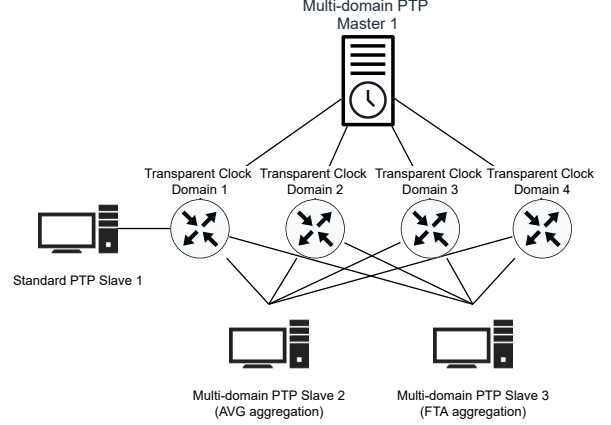 Multi-domain PTP
Master 1
Transparent Clock
Domain 1
Transparent Clock
Domain 2
Transparent Clock
Domain 3
Transparent Clock
Domain 4
Standard PTP Slave 1
Multi-domain PTP Slave 2
(AVG aggregation)
Multi-domain PTP Slave 3
(FTA aggregation)